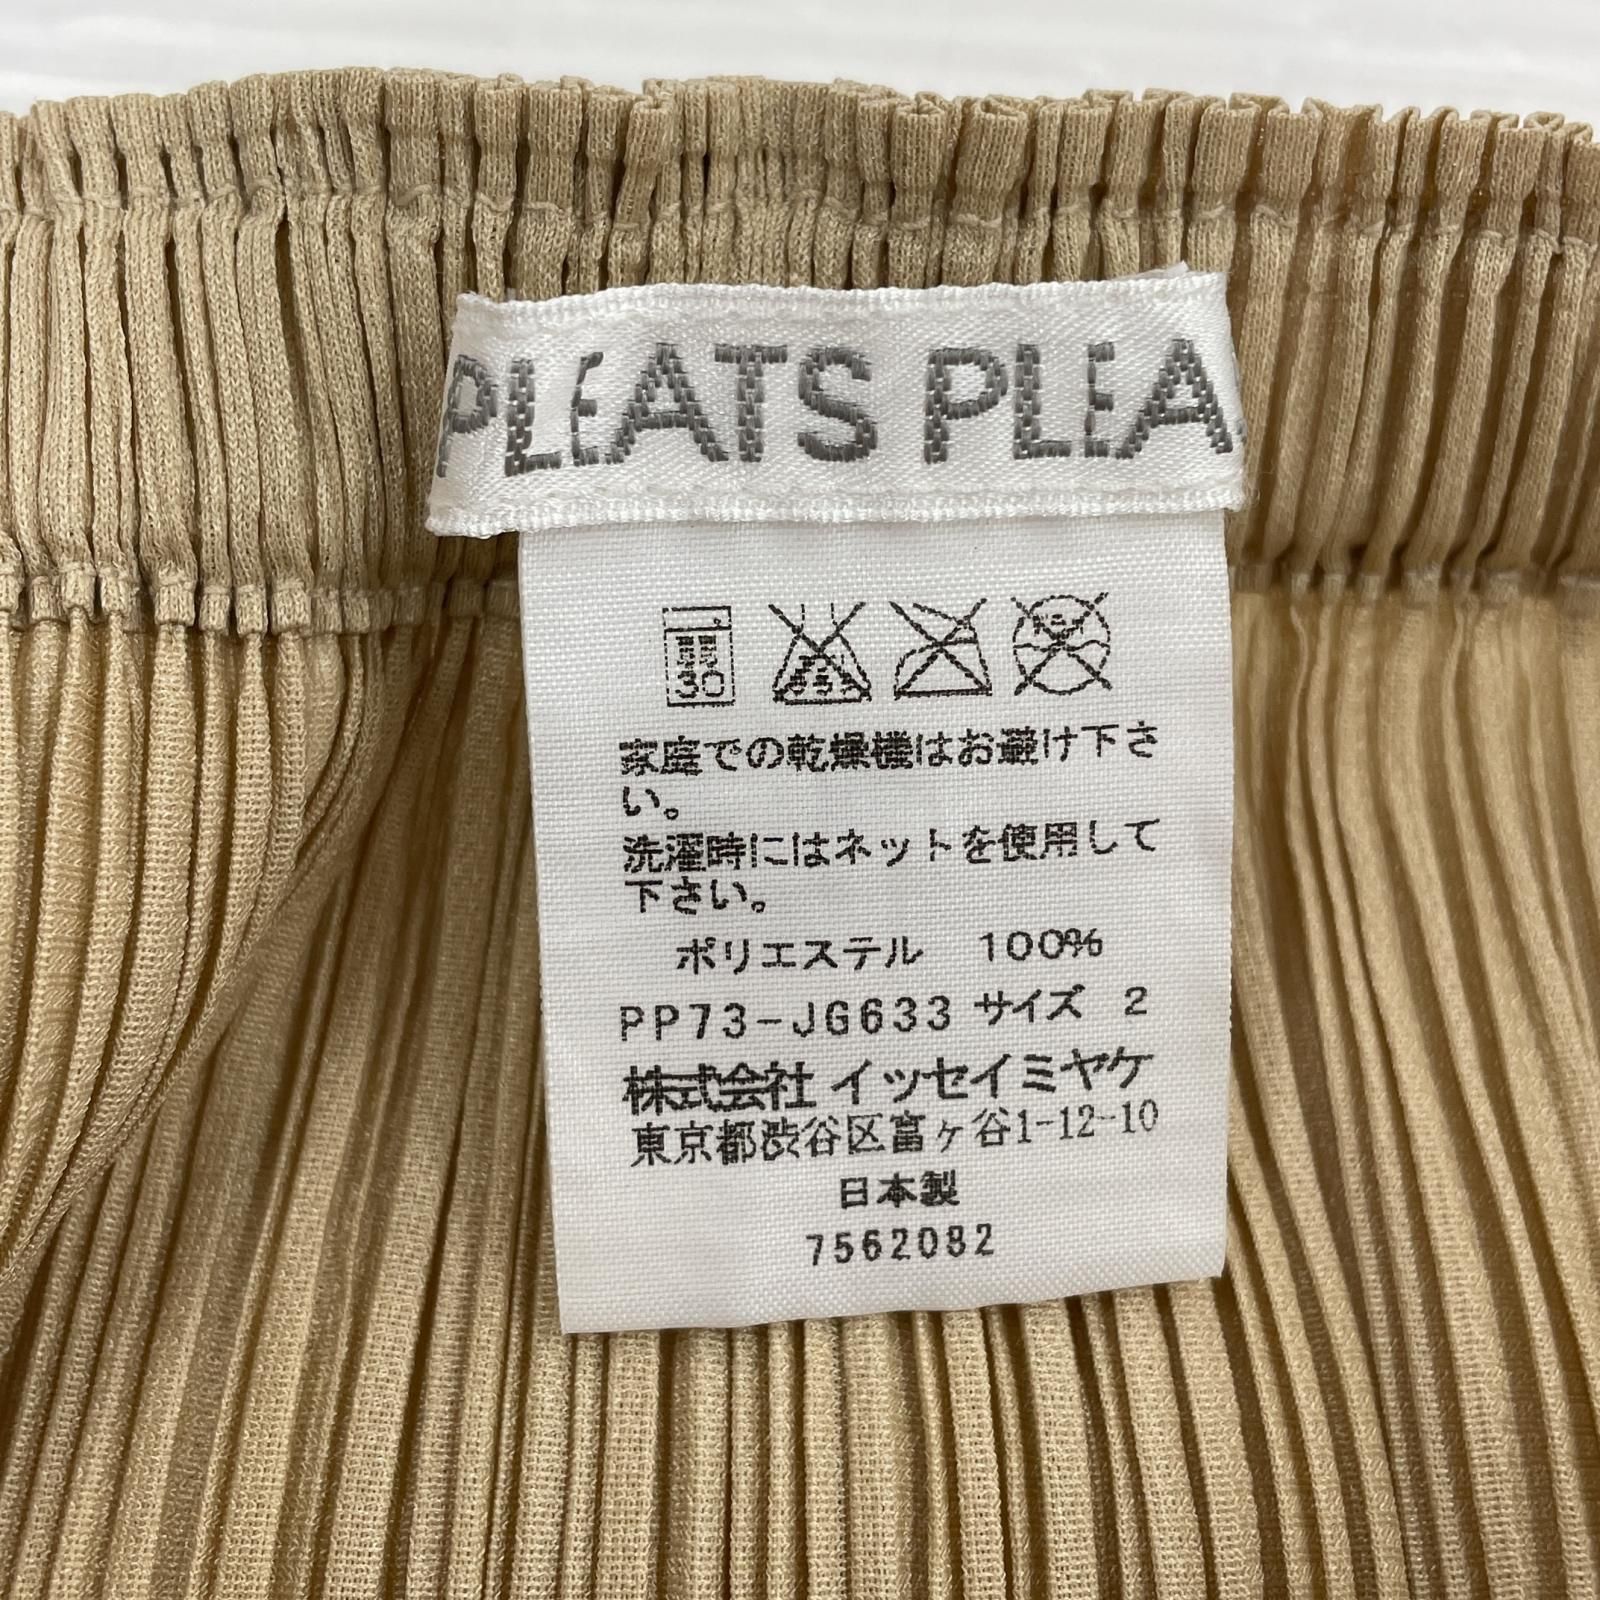 PLEATS PLEA
30
家庭での乾燥機はお避け下さ
い。
洗濯時にはネットを使用して
下さい。
ポリエステル 100%
PP73-JG633 サイズ 2
株式会社 イッセイミヤケ
東京都渋谷区富ヶ谷1-12-10
日本製
7562082